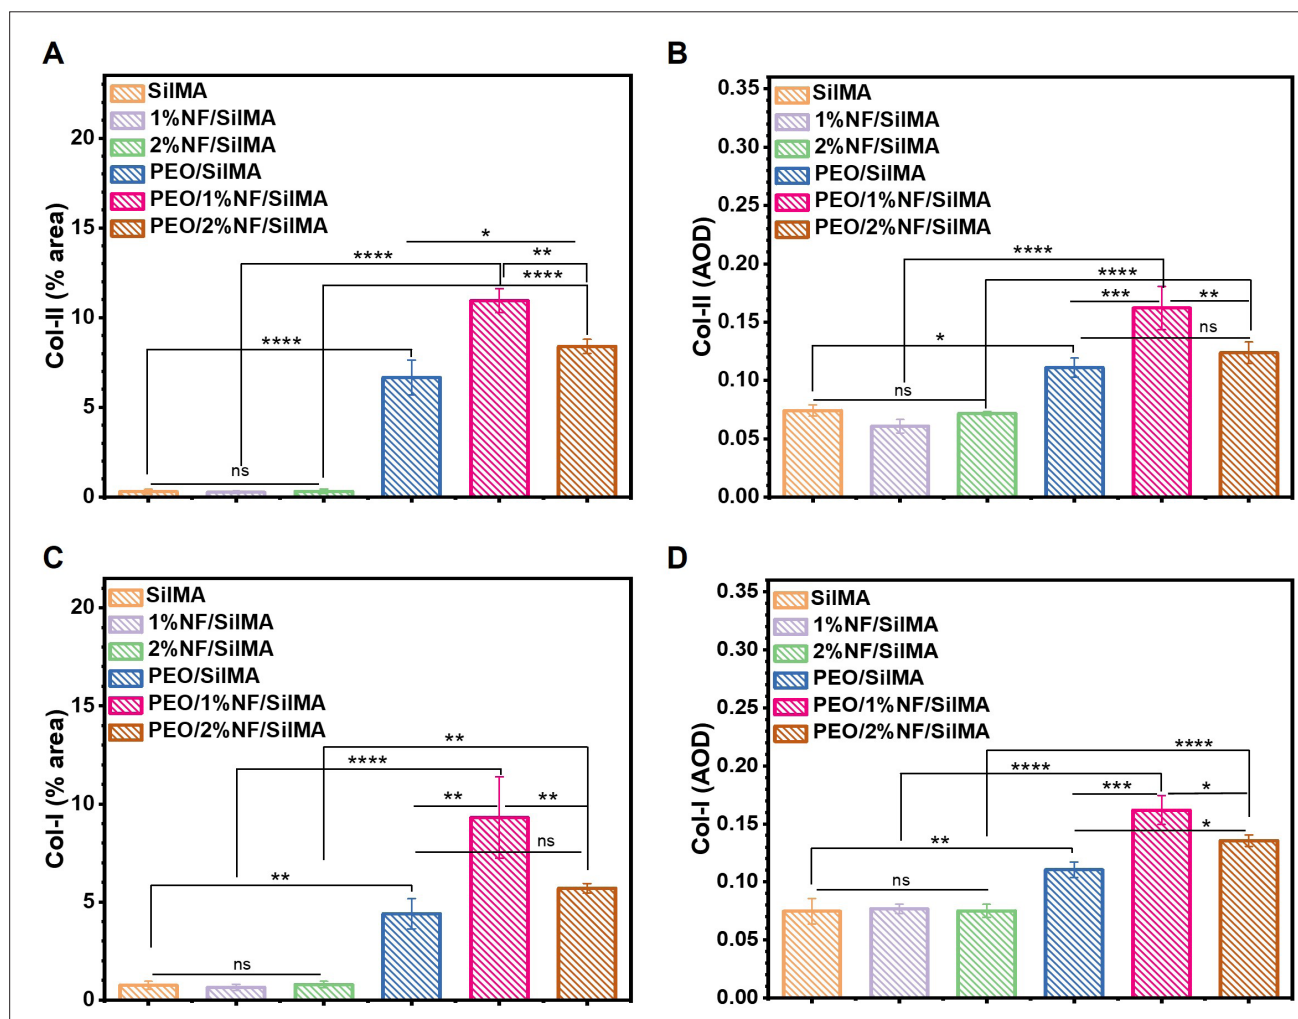 A
Col-II (% area)
20
15
10
5
0
SilMA
1%NF/SilMA
2%NF/SilMA
PEO/SilMA
PEO/1%NF/SilMA
PEO/2%NF/SilMA
*
****
**
****
****
ns
B
Col-II (AOD)
0.35
0.30
0.25
0.20
0.15
0.10
0.05
0.00
SilMA
1%NF/SilMA
2%NF/SilMA
PEO/SilMA
PEO/1%NF/SilMA
PEO/2%NF/SilMA
****
****
***
**
*
ns
ns
C
Col-I (% area)
20
15
10
5
0
SilMA
1%NF/SilMA
2%NF/SilMA
PEO/SilMA
PEO/1%NF/SilMA
PEO/2%NF/SilMA
**
****
**
**
ns
**
ns
D
Col-I (AOD)
0.35
0.30
0.25
0.20
0.15
0.10
0.05
0.00
SilMA
1%NF/SilMA
2%NF/SilMA
PEO/SilMA
PEO/1%NF/SilMA
PEO/2%NF/SilMA
****
****
***
*
*
**
ns